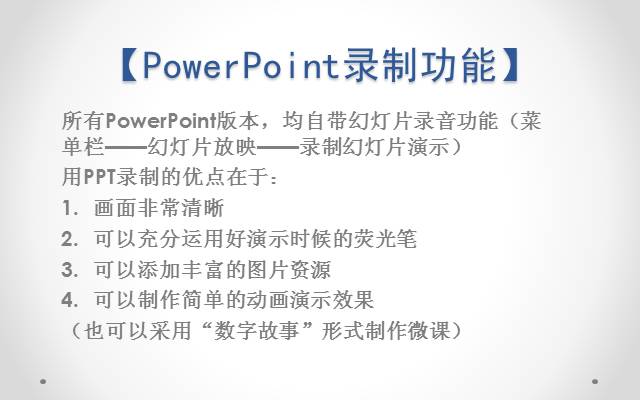 【PowerPoint录制功能】
所有PowerPoint版本，均自带幻灯片录音功能（菜
单栏——幻灯片放映——录制幻灯片演示）
用PPT录制的优点在于：
1. 画面非常清晰
2. 可以充分运用好演示时候的荧光笔
3. 可以添加丰富的图片资源
4. 可以制作简单的动画演示效果
（也可以采用“数字故事”形式制作微课）